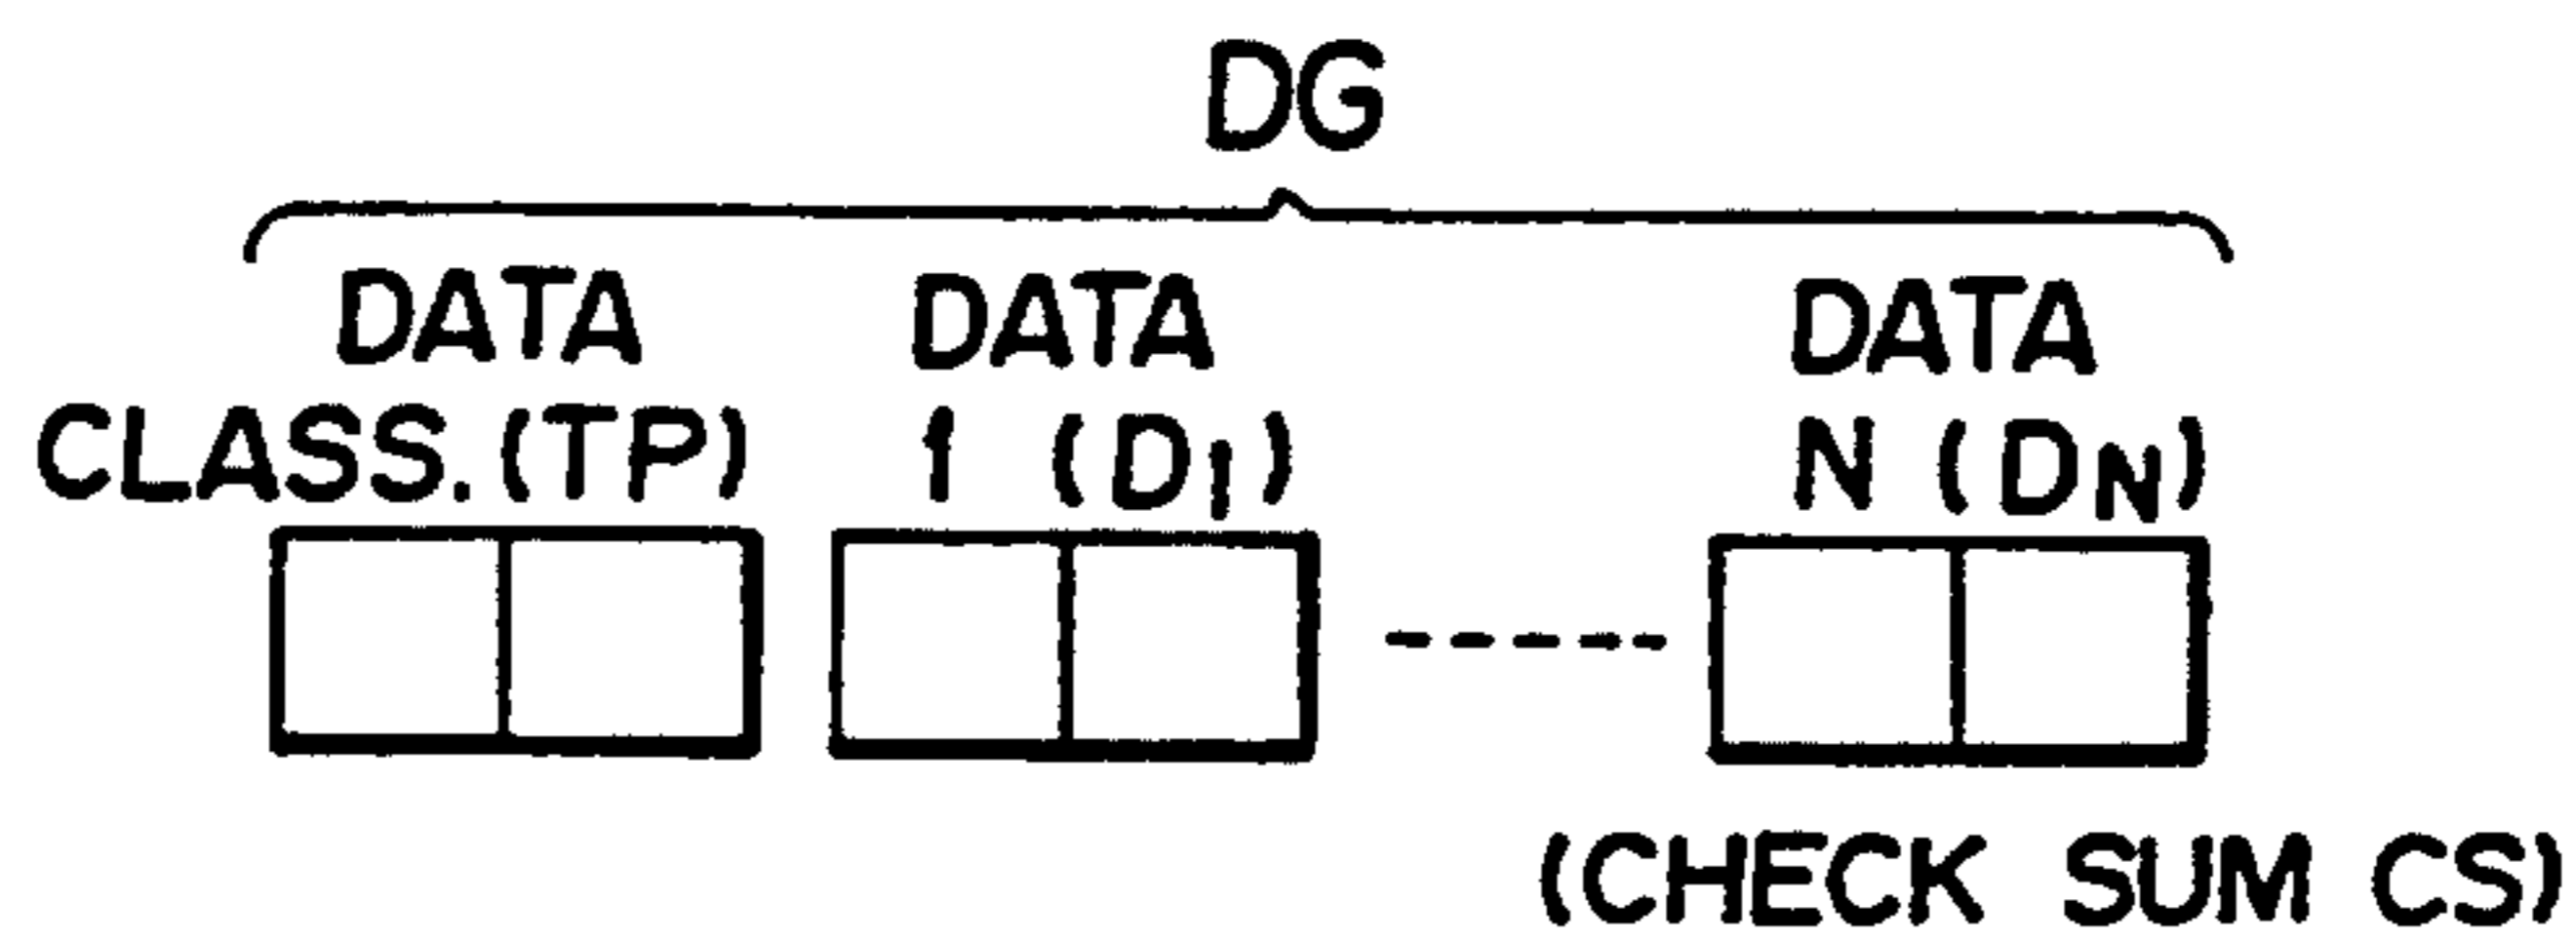 DG
DATA DATA DATA
CLASS.(TP) 1 (D1) N (DN)
(CHECK SUM CS)